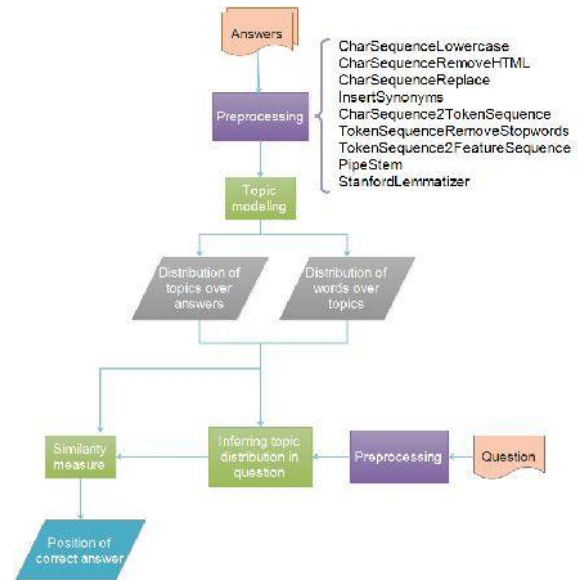 Answers
CharSequenceLowercase
CharSequenceRemoveHTML
CharSequenceReplace
InsertSynonyms
CharSequence2TokenSequence
TokenSequenceRemoveStopwords
TokenSequence2FeatureSequence
PipeStem
StanfordLemmatizer
Preprocessing
Topic
modeling
Distribution of
topics over
answers
Distribution of
words over
topics
Similarity
measure
Inferring topic
distribution in
question
Preprocessing
Question
Position of
correct answer